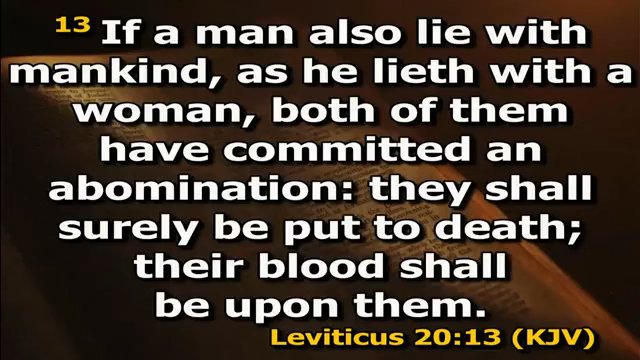 13 If a man also lie with
mankind, as he lieth with a
woman, both of them
have committed an
abomination: they shall
surely be put to death;
their blood shall
be upon them.
Leviticus 20:13 (KJV)